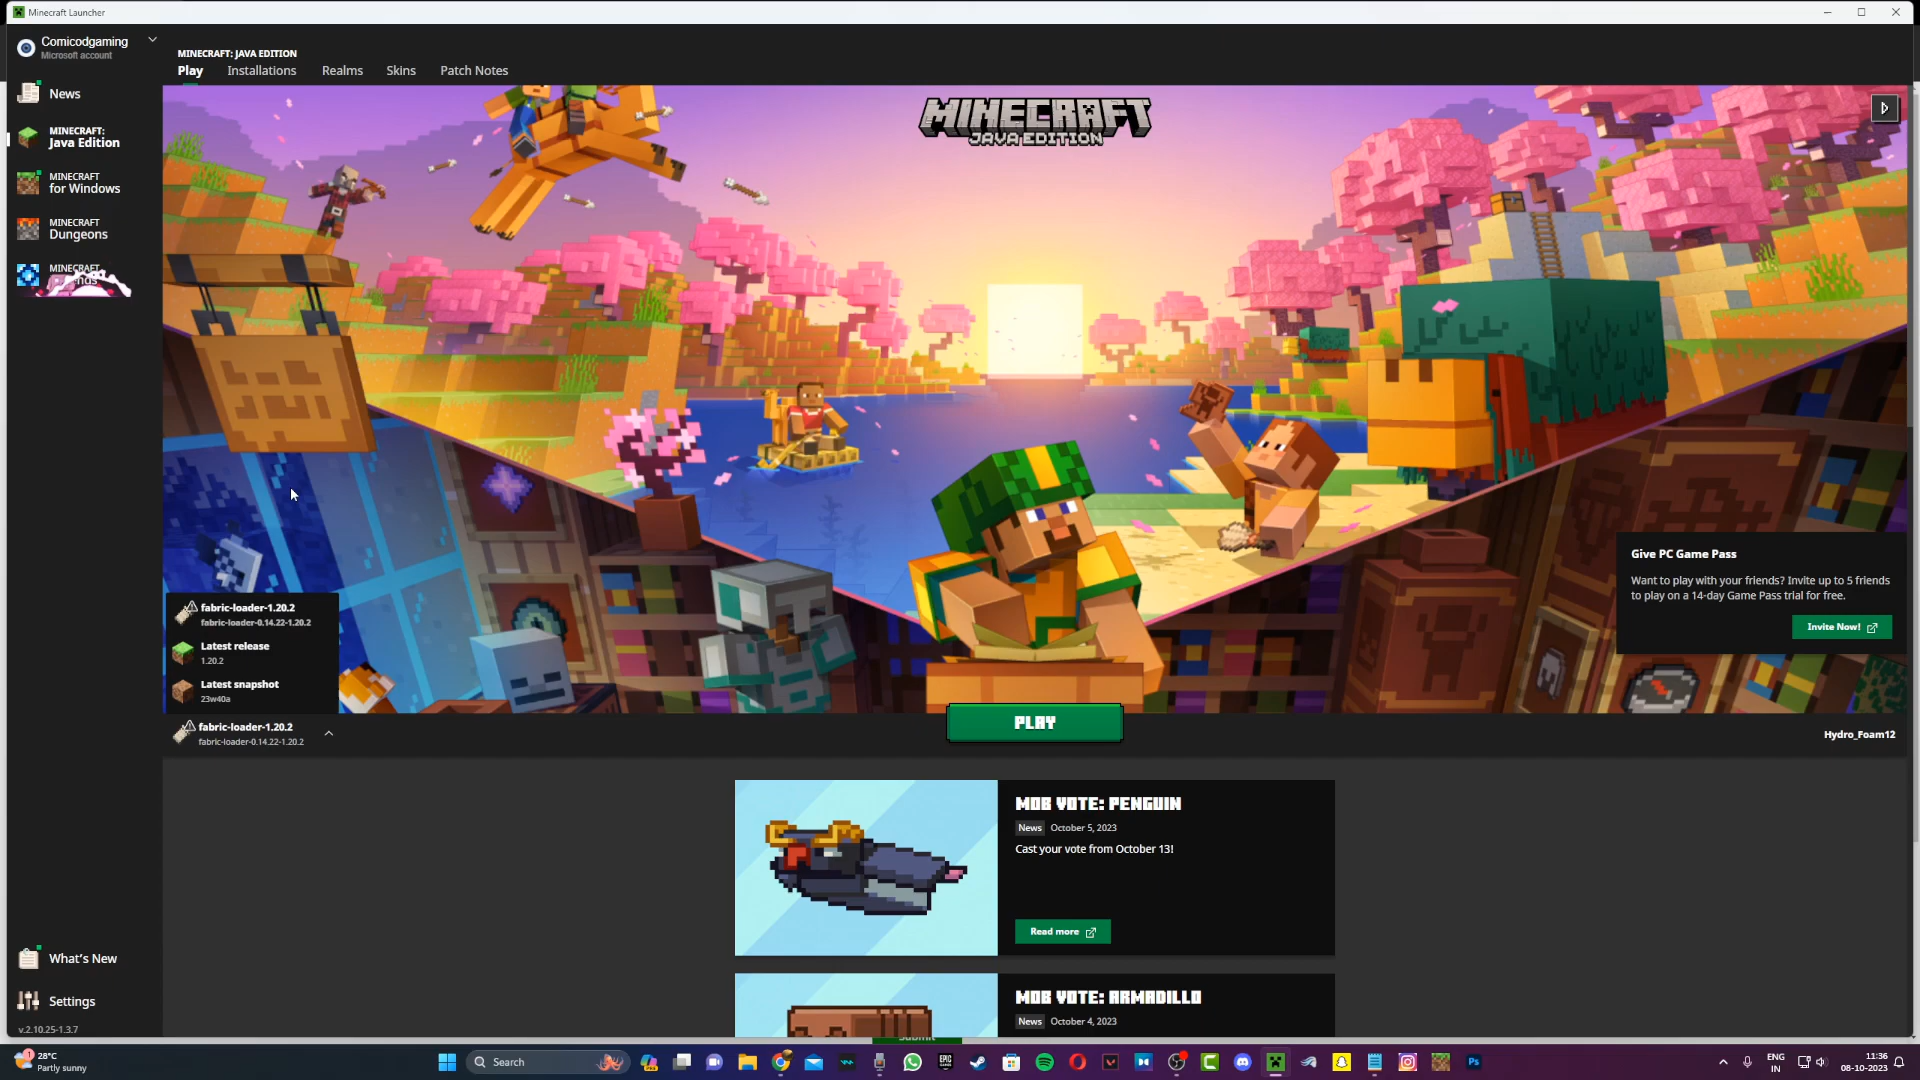 Minecraft Launcher
Comicodgaming
Microsoft account
News
MINECRAFT:
Java Edition
MINECRAFT
for Windows
MINECRAFT
Dungeons
MINECRAFT
MINECRAFT: JAVA EDITION
Play Installations Realms Skins Patch Notes
MINECRAFT
JAVA EDITION
Give PC Game Pass
Want to play with your friends? Invite up to 5 friends
to play on a 14-day Game Pass trial for free.
Invite Now!
fabric-loader-1.20.2
fabric-loader-0.14.22-1.20.2
Latest release
1.20.2
Latest snapshot
23w40a
fabric-loader-1.20.2
fabric-loader-0.14.22-1.20.2
PLAY
Hydro_Foam12
MOB VOTE: PENGUIN
News October 5, 2023
Cast your vote from October 13!
Read more
MOB VOTE: ARMADILLO
News October 4, 2023
What's New
Settings
v.2.10.25-1.3.7
1
28°C
Partly sunny
Search
ENG
IN
11:36
08-10-2023